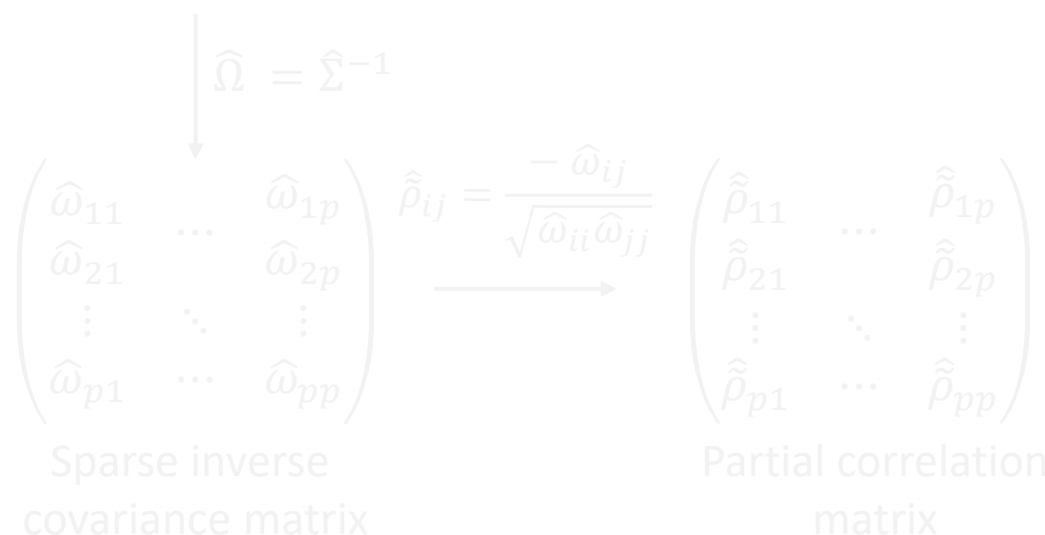 Ω̂ = Σ̂⁻¹
ω̂₁₁ … ω̂₁ₚ
ω̂₂₁ ω̂₂ₚ
⋮ ⋱ ⋮
ω̂ₚ₁ … ω̂ₚₚ
ρ̃̂ᵢⱼ = −ω̂ᵢⱼ / √(ω̂ᵢᵢω̂ⱼⱼ)
ρ̃̂₁₁ … ρ̃̂₁ₚ
ρ̃̂₂₁ ρ̃̂₂ₚ
⋮ ⋱ ⋮
ρ̃̂ₚ₁ … ρ̃̂ₚₚ
Sparse inverse
covariance matrix
Partial correlation
matrix